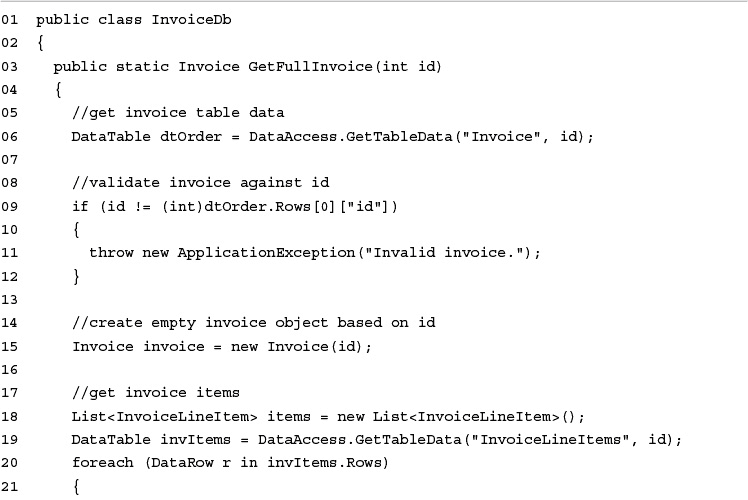 01 public class InvoiceDb
02 {
03   public static Invoice GetFullInvoice(int id)
04   {
05     //get invoice table data
06     DataTable dtOrder = DataAccess.GetTableData("Invoice", id);
07
08     //validate invoice against id
09     if (id != (int)dtOrder.Rows[0]["id"])
10     {
11       throw new ApplicationException("Invalid invoice.");
12     }
13
14     //create empty invoice object based on id
15     Invoice invoice = new Invoice(id);
16
17     //get invoice items
18     List<InvoiceLineItem> items = new List<InvoiceLineItem>();
19     DataTable invItems = DataAccess.GetTableData("InvoiceLineItems", id);
20     foreach (DataRow r in invItems.Rows)
21     {